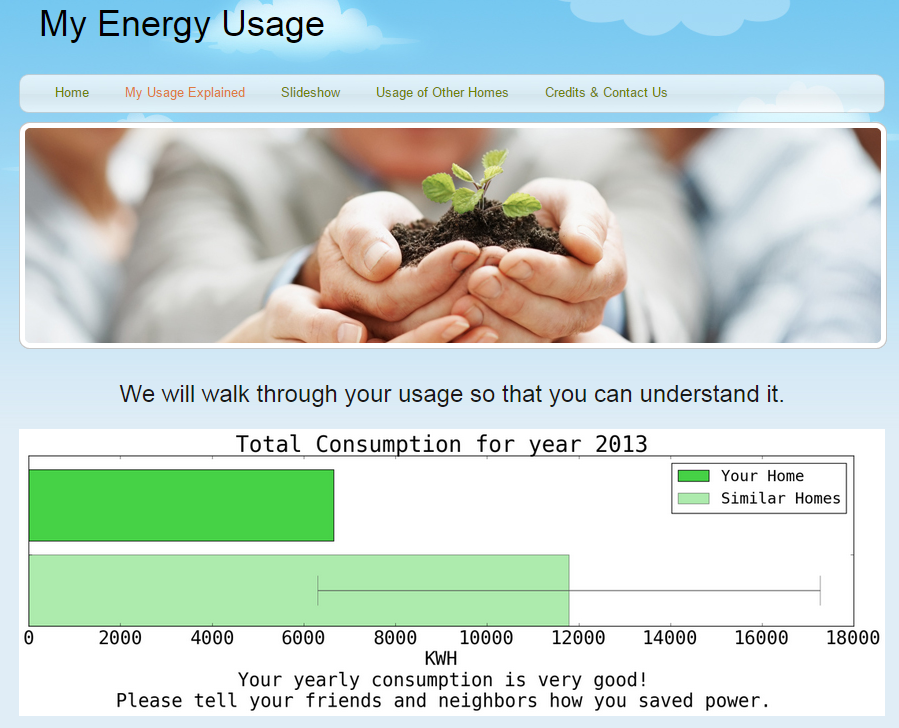 My Energy Usage
Home My Usage Explained Slideshow Usage of Other Homes Credits & Contact Us
We will walk through your usage so that you can understand it.
Total Consumption for year 2013
Your Home
Similar Homes
0 2000 4000 6000 8000 10000 12000 14000 16000 18000
KWH
Your yearly consumption is very good!
Please tell your friends and neighbors how you saved power.